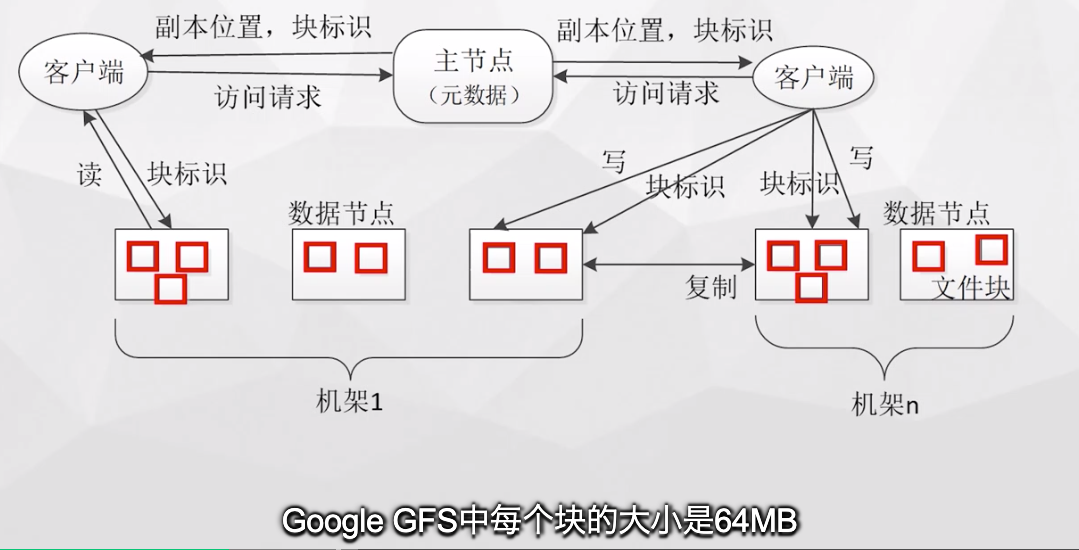 副本位置，块标识
副本位置，块标识
客户端
主节点
（元数据）
客户端
访问请求
访问请求
读
块标识
写
块标识
块标识
写
数据节点
数据节点
复制
文件块
机架1
机架n
Google GFS中每个块的大小是64MB